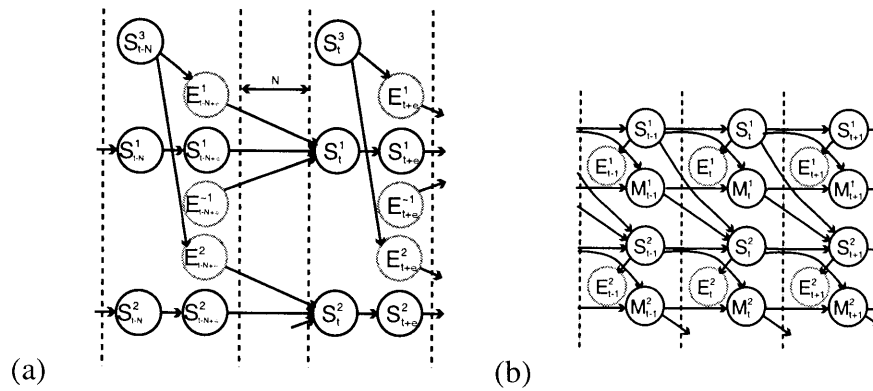 S³t-N S³t
E¹t-N+e N E¹t+e
S¹t-N S¹t-N+e S¹t S¹t+e
E⁻¹t-N+e E⁻¹t+e
E²t-N+e E²t+e
S²t-N S²t-N+e S²t S²t+e
(a)
S¹t-1 S¹t S¹t+1
E¹t-1 E¹t E¹t+1
M¹t-1 M¹t M¹t+1
S²t-1 S²t S²t+1
E²t-1 E²t E²t+1
M²t-1 M²t M²t+1
(b)